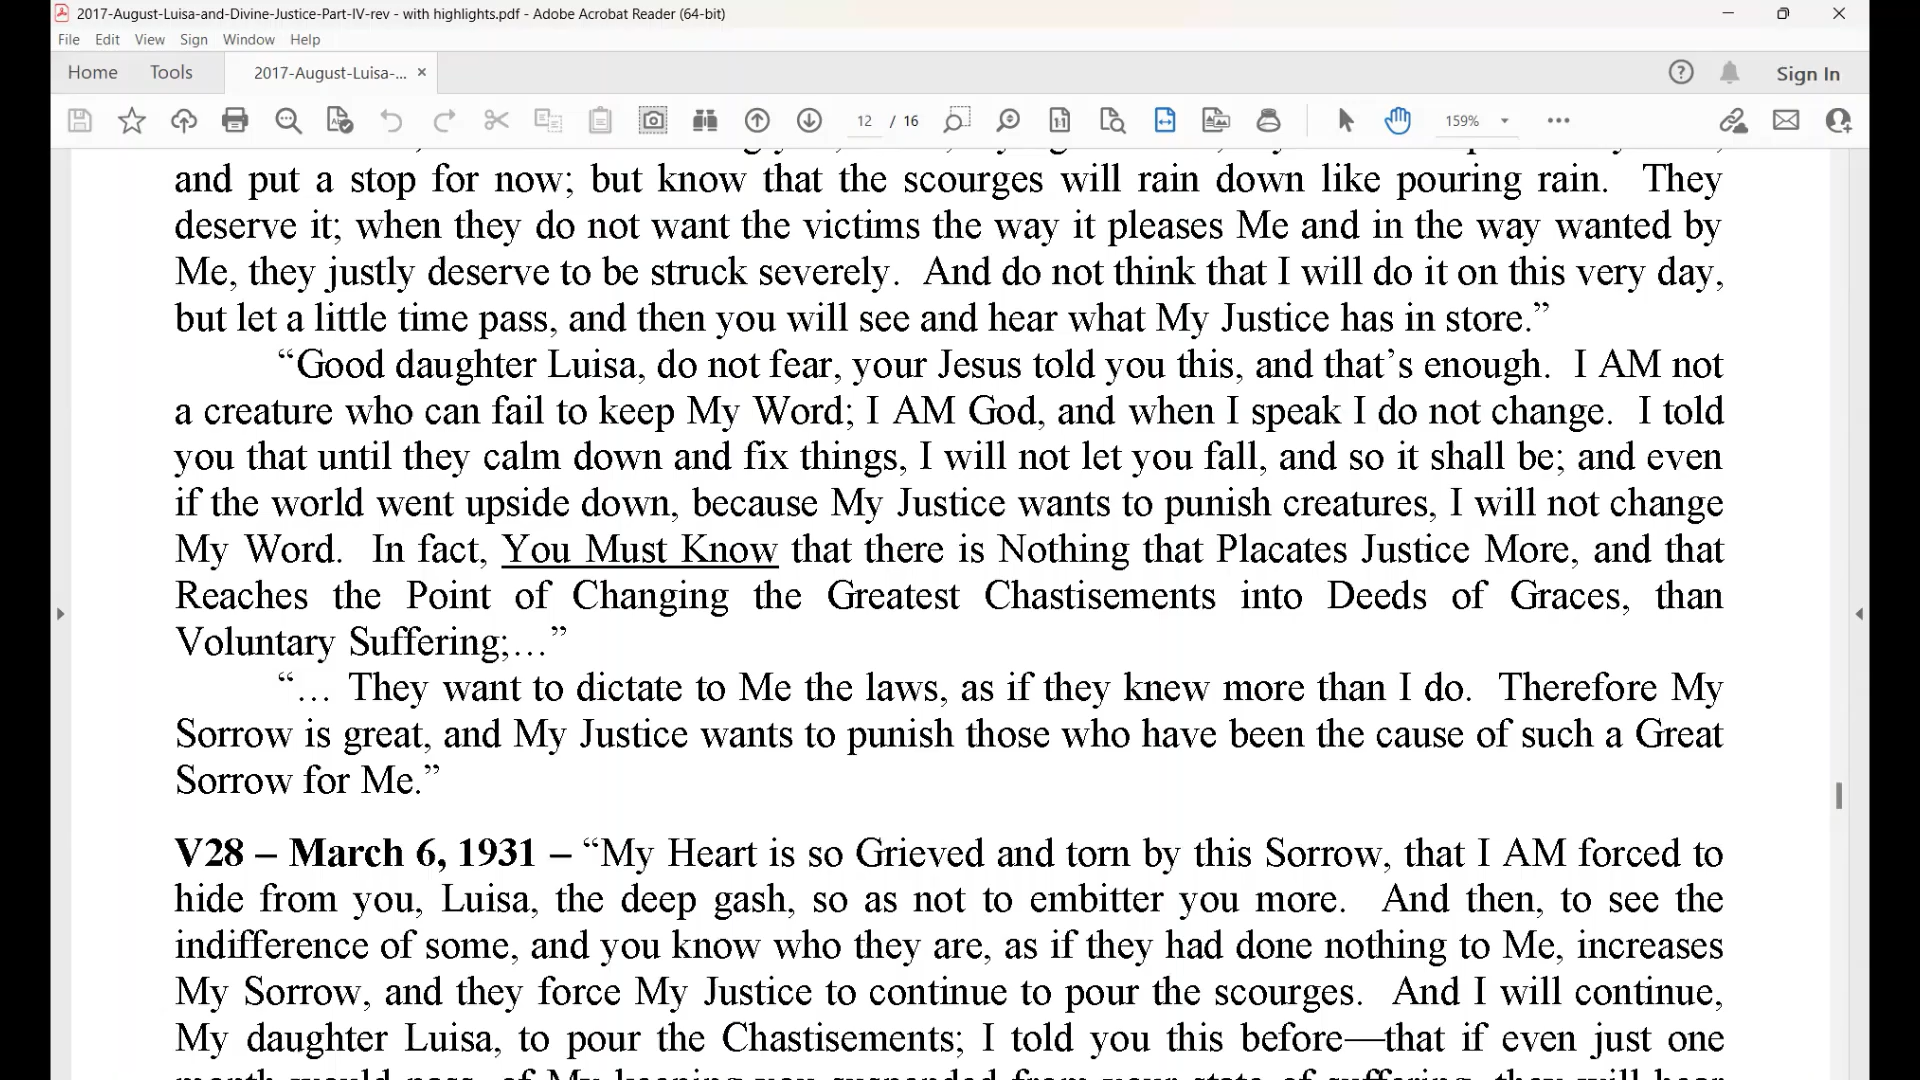 2017-August-Luisa-and-Divine-Justice-Part-IV-rev - with highlights.pdf - Adobe Acrobat Reader (64-bit)
File Edit View Sign Window Help
Home Tools 2017-August-Luisa-... × Sign In
12 / 16 159%
and put a stop for now; but know that the scourges will rain down like pouring rain. They
deserve it; when they do not want the victims the way it pleases Me and in the way wanted by
Me, they justly deserve to be struck severely. And do not think that I will do it on this very day,
but let a little time pass, and then you will see and hear what My Justice has in store.”
“Good daughter Luisa, do not fear, your Jesus told you this, and that’s enough. I AM not
a creature who can fail to keep My Word; I AM God, and when I speak I do not change. I told
you that until they calm down and fix things, I will not let you fall, and so it shall be; and even
if the world went upside down, because My Justice wants to punish creatures, I will not change
My Word. In fact, You Must Know that there is Nothing that Placates Justice More, and that
Reaches the Point of Changing the Greatest Chastisements into Deeds of Graces, than
Voluntary Suffering;…”
“… They want to dictate to Me the laws, as if they knew more than I do. Therefore My
Sorrow is great, and My Justice wants to punish those who have been the cause of such a Great
Sorrow for Me.”
V28 – March 6, 1931 – “My Heart is so Grieved and torn by this Sorrow, that I AM forced to
hide from you, Luisa, the deep gash, so as not to embitter you more. And then, to see the
indifference of some, and you know who they are, as if they had done nothing to Me, increases
My Sorrow, and they force My Justice to continue to pour the scourges. And I will continue,
My daughter Luisa, to pour the Chastisements; I told you this before—that if even just one
month would pass, of My keeping you suspended from your state of suffering, they will hear